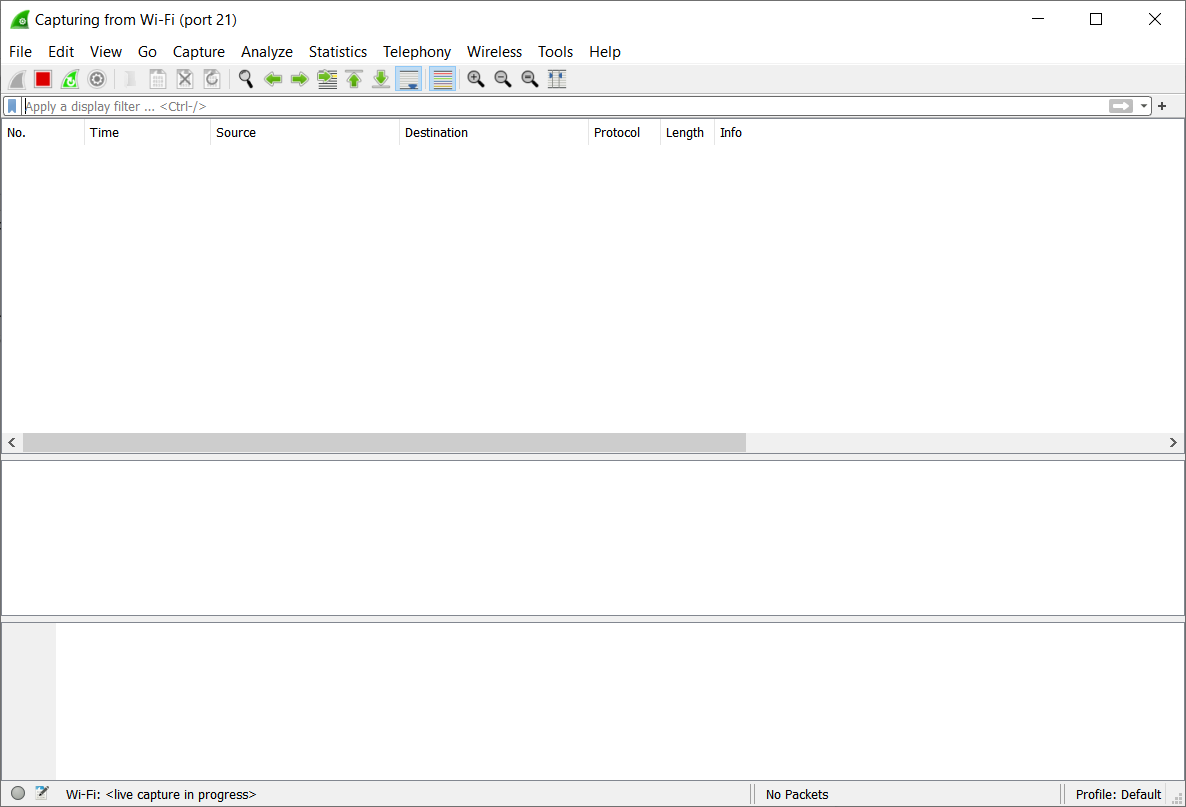 Capturing from Wi-Fi (port 21)
File Edit View Go Capture Analyze Statistics Telephony Wireless Tools Help
Apply a display filter ... <Ctrl-/>
No. Time Source Destination Protocol Length Info
Wi-Fi: <live capture in progress> No Packets Profile: Default